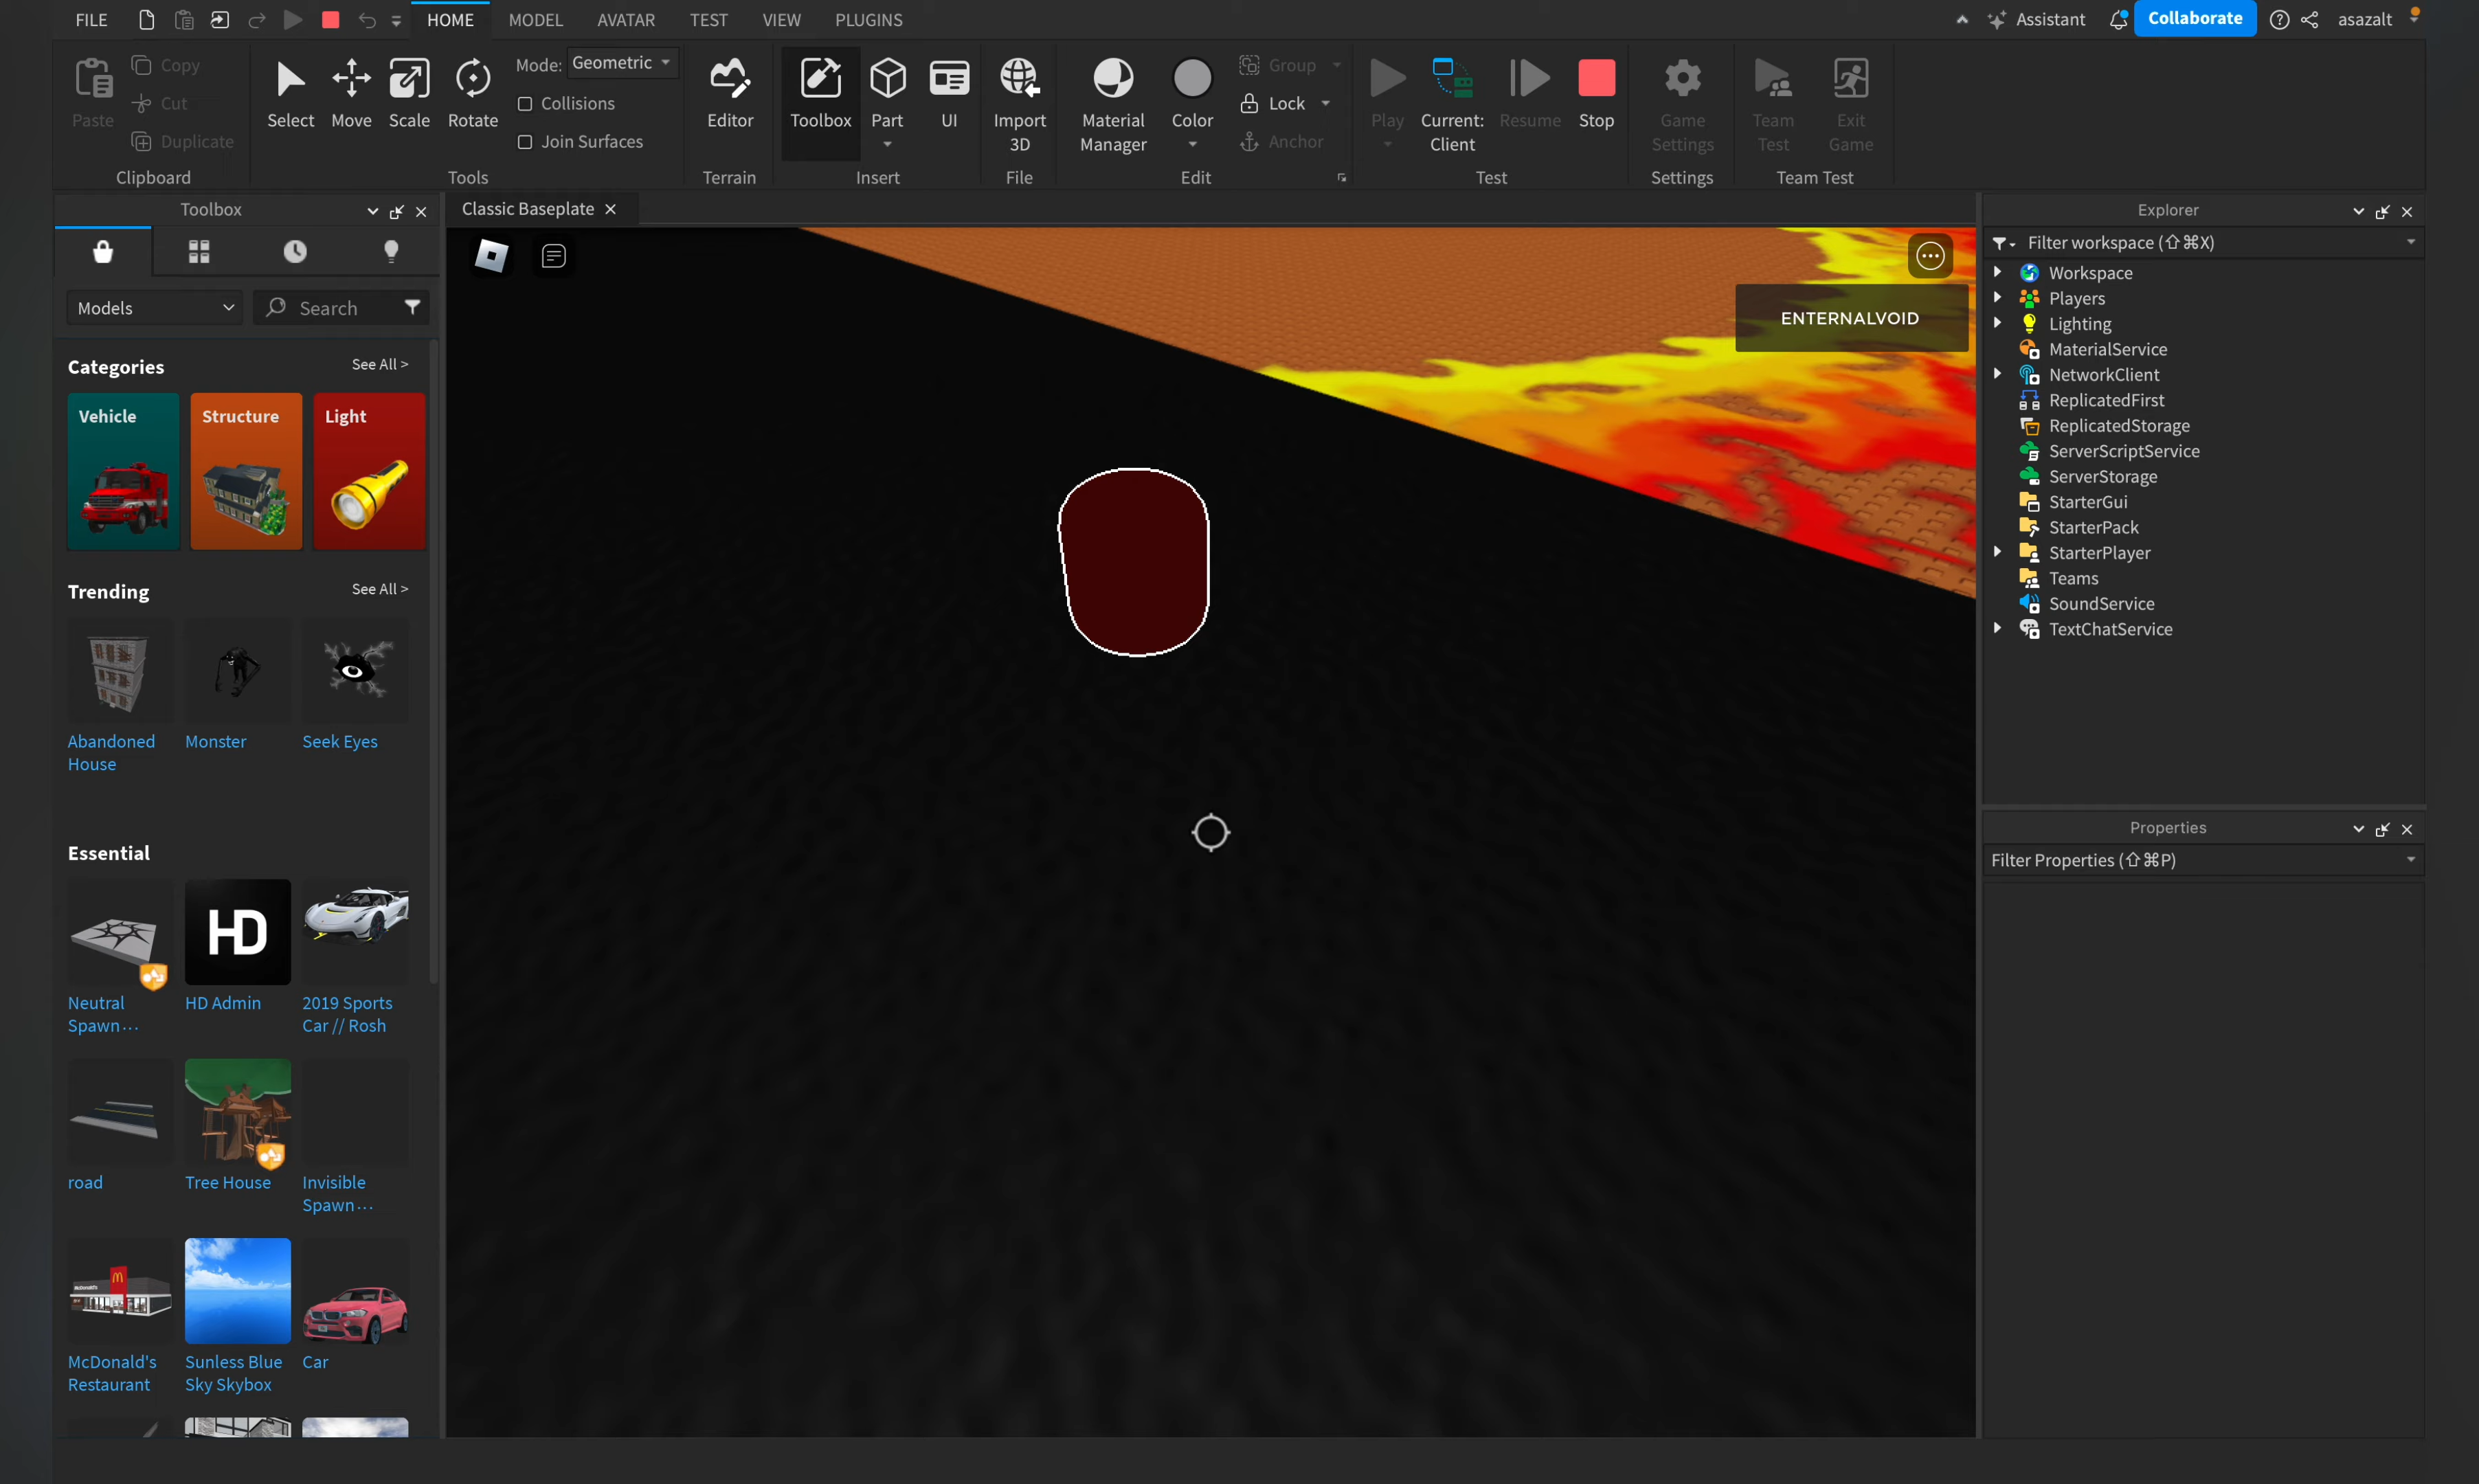 FILE HOME MODEL AVATAR TEST VIEW PLUGINS Assistant Collaborate asazalt
Paste Copy Cut Duplicate Clipboard
Select Move Scale Rotate Mode: Geometric Collisions Join Surfaces Tools
Editor Terrain
Toolbox Part UI Insert
Import 3D File
Material Manager Color Group Lock Anchor Edit
Play Current: Client Resume Stop Test
Game Settings Settings
Team Test Exit Game Team Test
Toolbox
Models Search
Categories See All >
Vehicle Structure Light
Trending See All >
Abandoned House Monster Seek Eyes
Essential
HD
Neutral Spawn... HD Admin 2019 Sports Car // Rosh
road Tree House Invisible Spawn...
McDonald's
McDonald's Restaurant Sunless Blue Sky Skybox Car
Classic Baseplate
ENTERNALVOID
Explorer
Filter workspace (⇧⌘X)
Workspace
Players
Lighting
MaterialService
NetworkClient
ReplicatedFirst
ReplicatedStorage
ServerScriptService
ServerStorage
StarterGui
StarterPack
StarterPlayer
Teams
SoundService
TextChatService
Properties
Filter Properties (⇧⌘P)